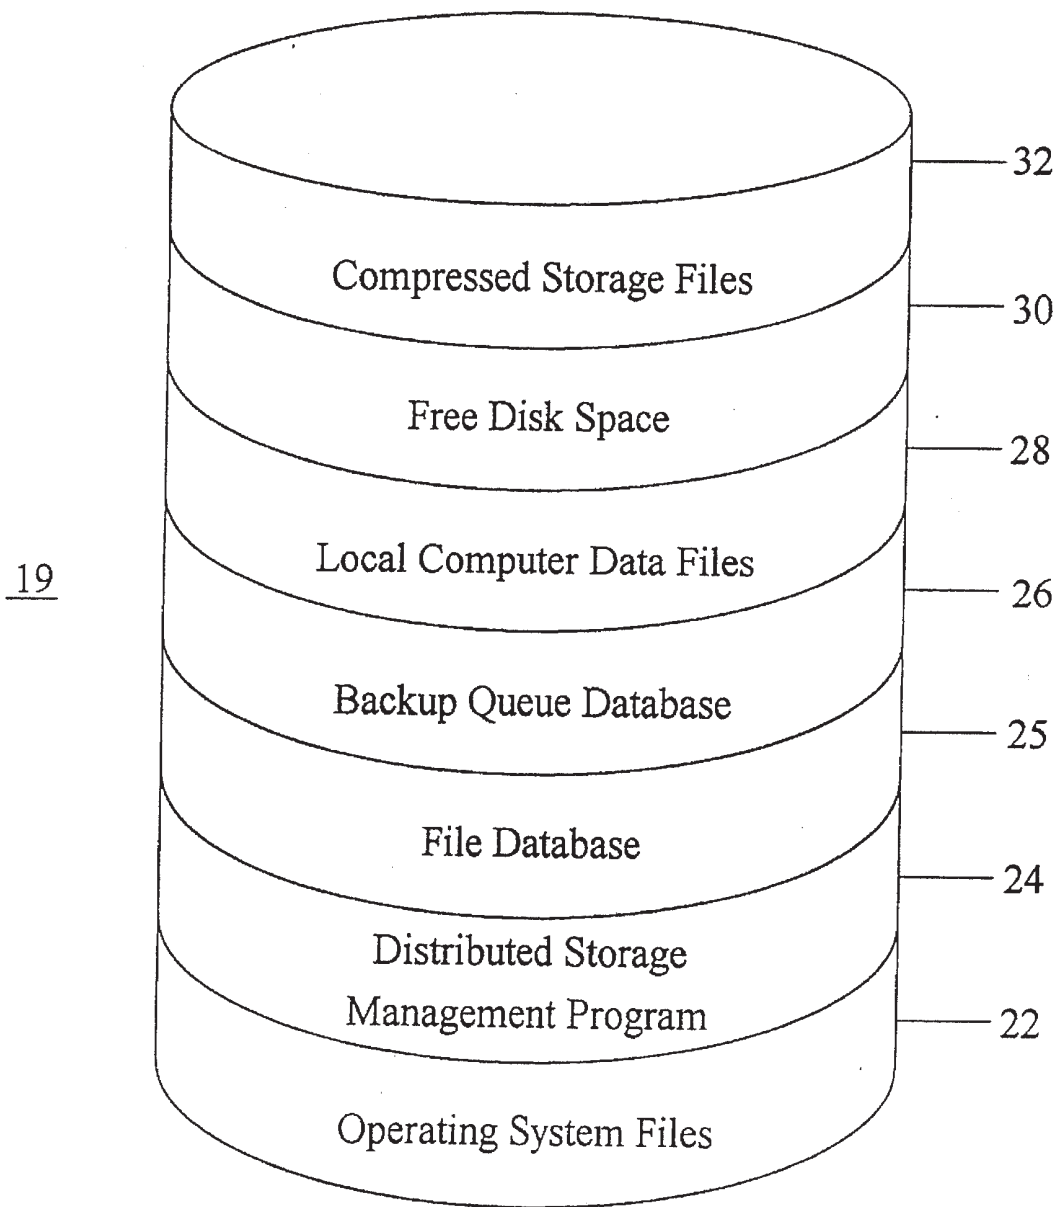 32
Compressed Storage Files
30
Free Disk Space
28
Local Computer Data Files
19
26
Backup Queue Database
25
File Database
24
Distributed Storage
Management Program
22
Operating System Files